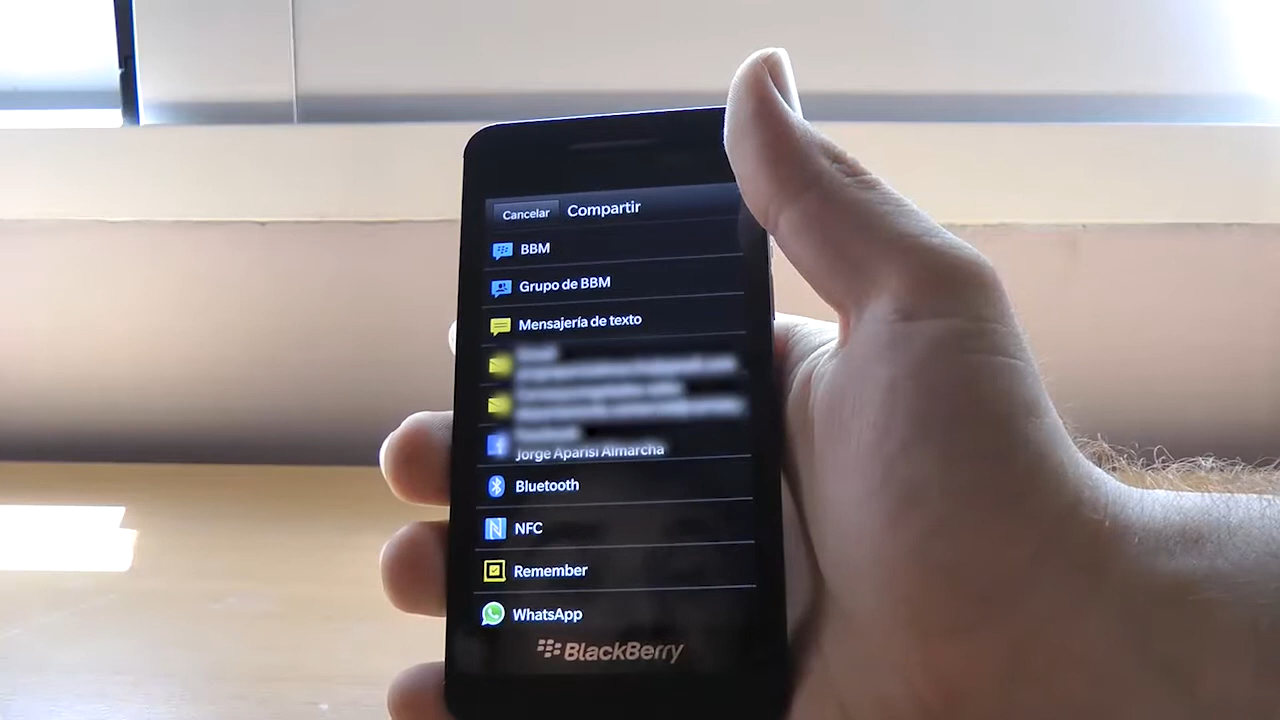 Cancelar Compartir
BBM
Grupo de BBM
Mensajería de texto
Jorge Aparisi Almarcha
Bluetooth
NFC
Remember
WhatsApp
BlackBerry